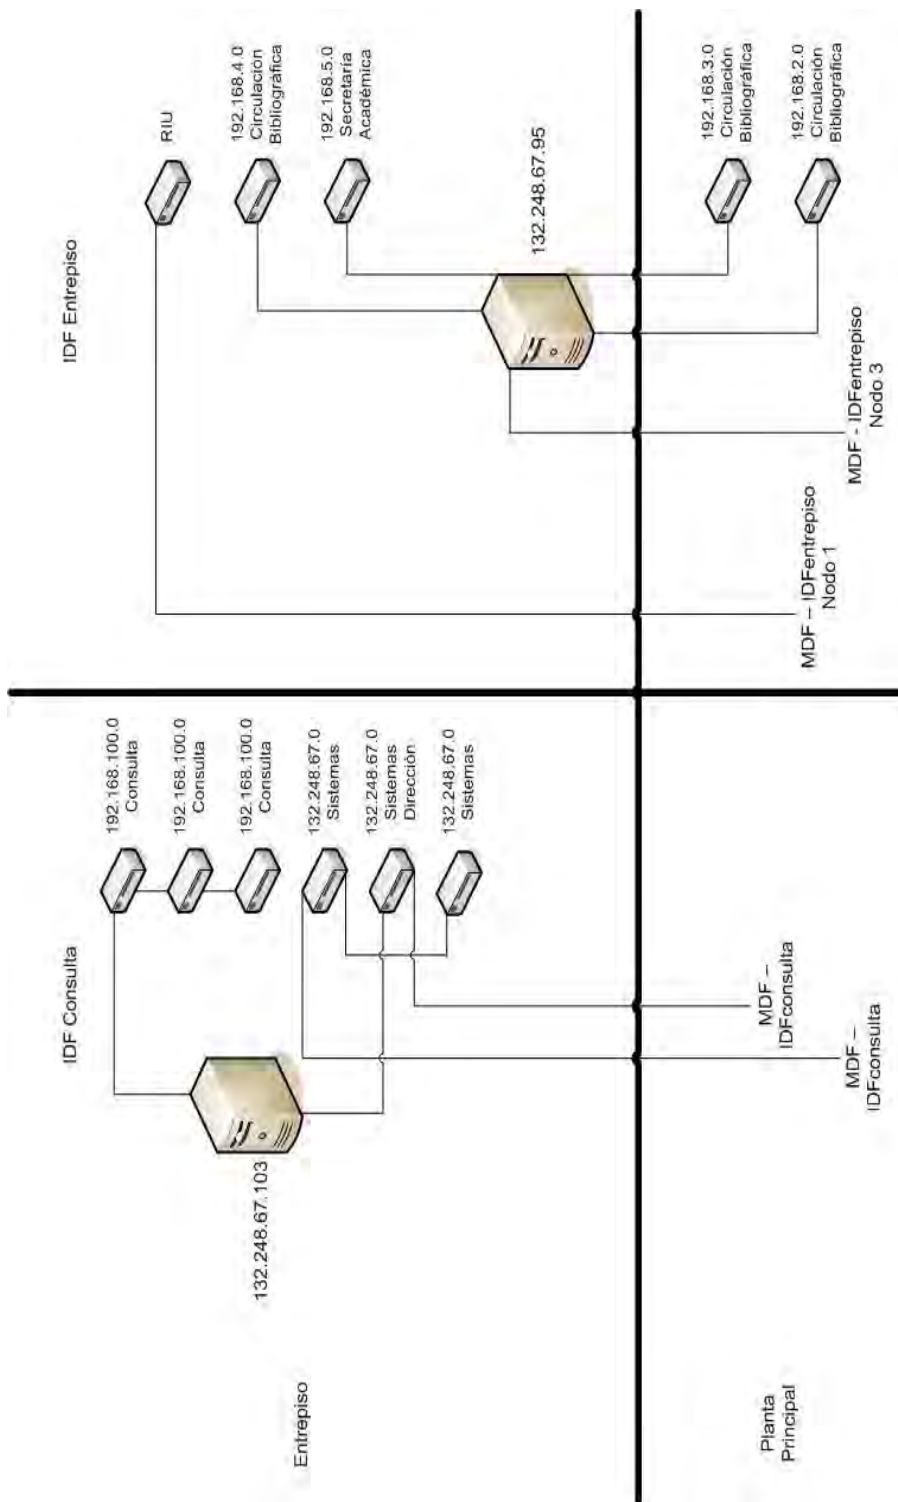 Entrepiso
IDF Consulta
132.248.67.103
192.168.100.0
Consulta
192.168.100.0
Consulta
192.168.100.0
Consulta
132.248.67.0
Sistemas
132.248.67.0
Sistemas
Dirección
132.248.67.0
Sistemas
IDF Entrepiso
RIU
192.168.4.0
Circulación
Bibliográfica
192.168.5.0
Secretaría
Académica
132.248.67.95
Planta
Principal
MDF –
IDFconsulta
MDF –
IDFconsulta
MDF – IDFentrepiso
Nodo 1
MDF - IDFentrepiso
Nodo 3
192.168.3.0
Circulación
Bibliográfica
192.168.2.0
Circulación
Bibliográfica